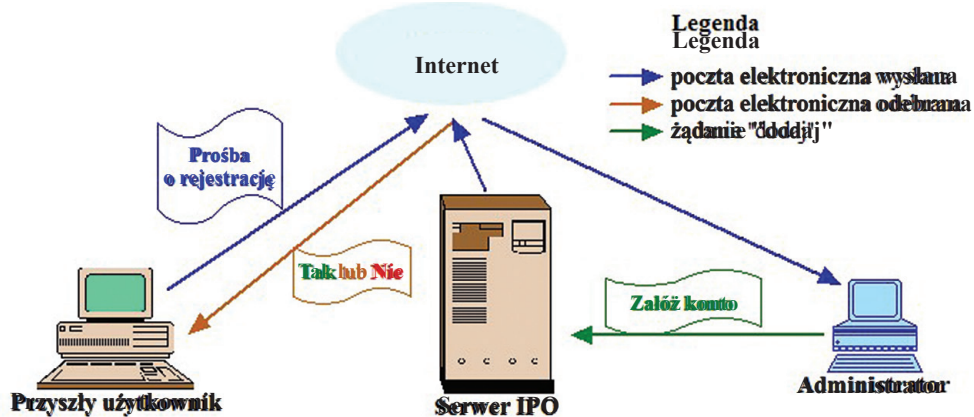 Legenda
Legenda
Internet
poczta elektroniczna wysłana
poczta elektroniczna odebrana
żądanie "dodaj"
Prośba
o rejestrację
Tak lub Nie
Załóż konto
Przyszły użytkownik
Serwer IPO
Administrator